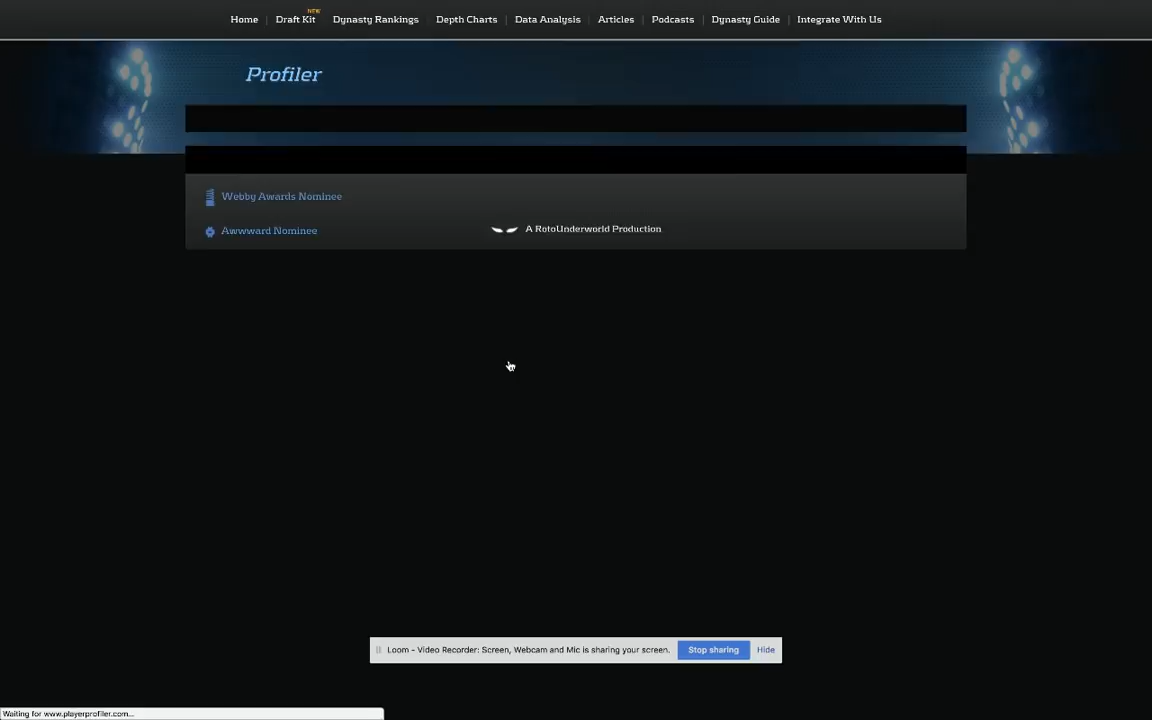 NEW
Home | Draft Kit Dynasty Rankings | Depth Charts | Data Analysis | Articles | Podcasts | Dynasty Guide | Integrate With Us
Profiler
Webby Awards Nominee
Awwward Nominee
A RotoUnderworld Production
Loom - Video Recorder: Screen, Webcam and Mic is sharing your screen. Stop sharing Hide
Waiting for www.playerprofiler.com...